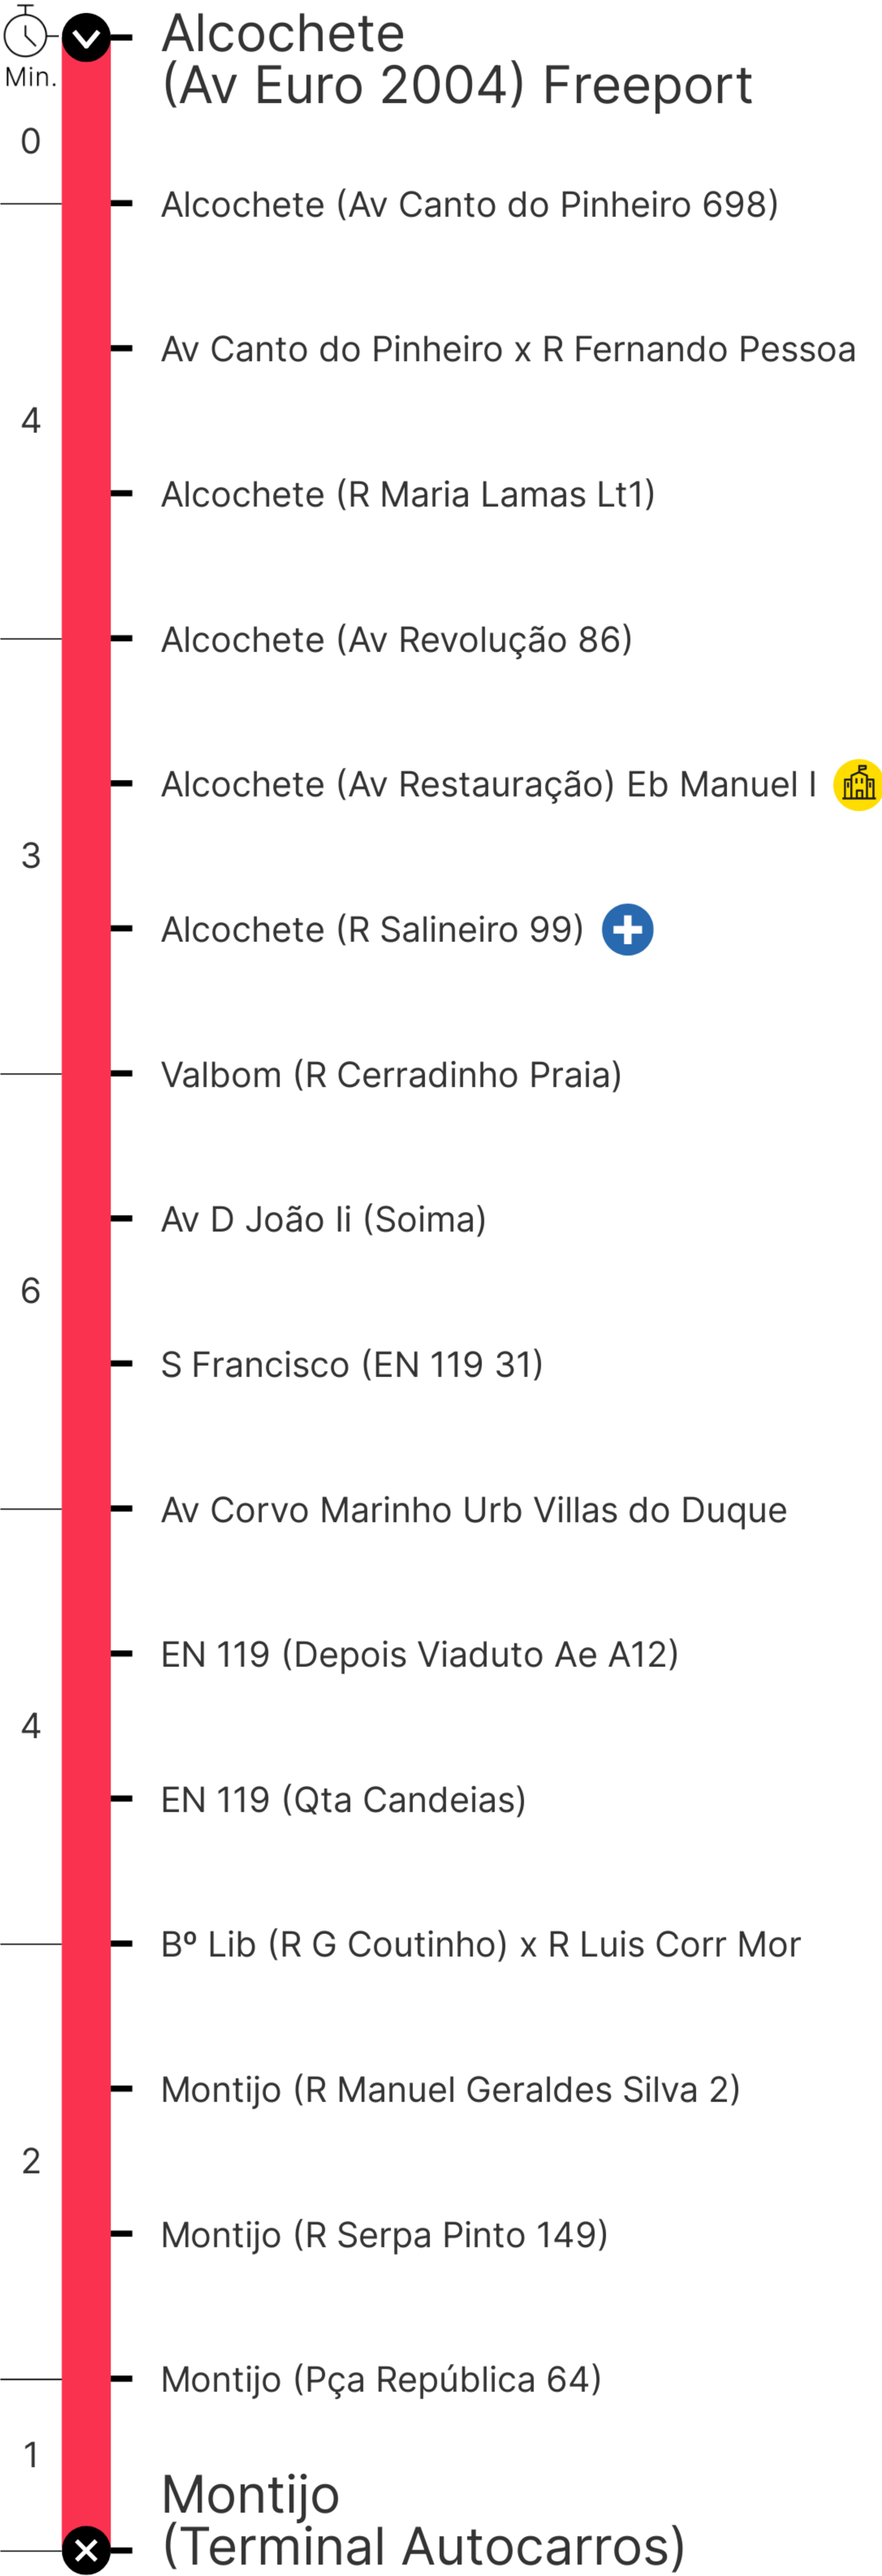 Alcochete
(Av Euro 2004) Freeport
Min.
0
Alcochete (Av Canto do Pinheiro 698)
Av Canto do Pinheiro x R Fernando Pessoa
4
Alcochete (R Maria Lamas Lt1)
Alcochete (Av Revolução 86)
Alcochete (Av Restauração) Eb Manuel I
3
Alcochete (R Salineiro 99)
Valbom (R Cerradinho Praia)
Av D João Ii (Soima)
6
S Francisco (EN 119 31)
Av Corvo Marinho Urb Villas do Duque
EN 119 (Depois Viaduto Ae A12)
4
EN 119 (Qta Candeias)
Bº Lib (R G Coutinho) x R Luis Corr Mor
Montijo (R Manuel Geraldes Silva 2)
2
Montijo (R Serpa Pinto 149)
Montijo (Pça República 64)
1
Montijo
(Terminal Autocarros)